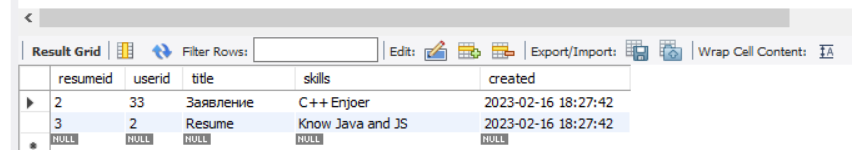 Result Grid Filter Rows: Edit: Export/Import: Wrap Cell Content: IA
resumeid userid title skills created
2 33 Заявление C++ Enjoer 2023-02-16 18:27:42
3 2 Resume Know Java and JS 2023-02-16 18:27:42
NULL NULL NULL NULL NULL